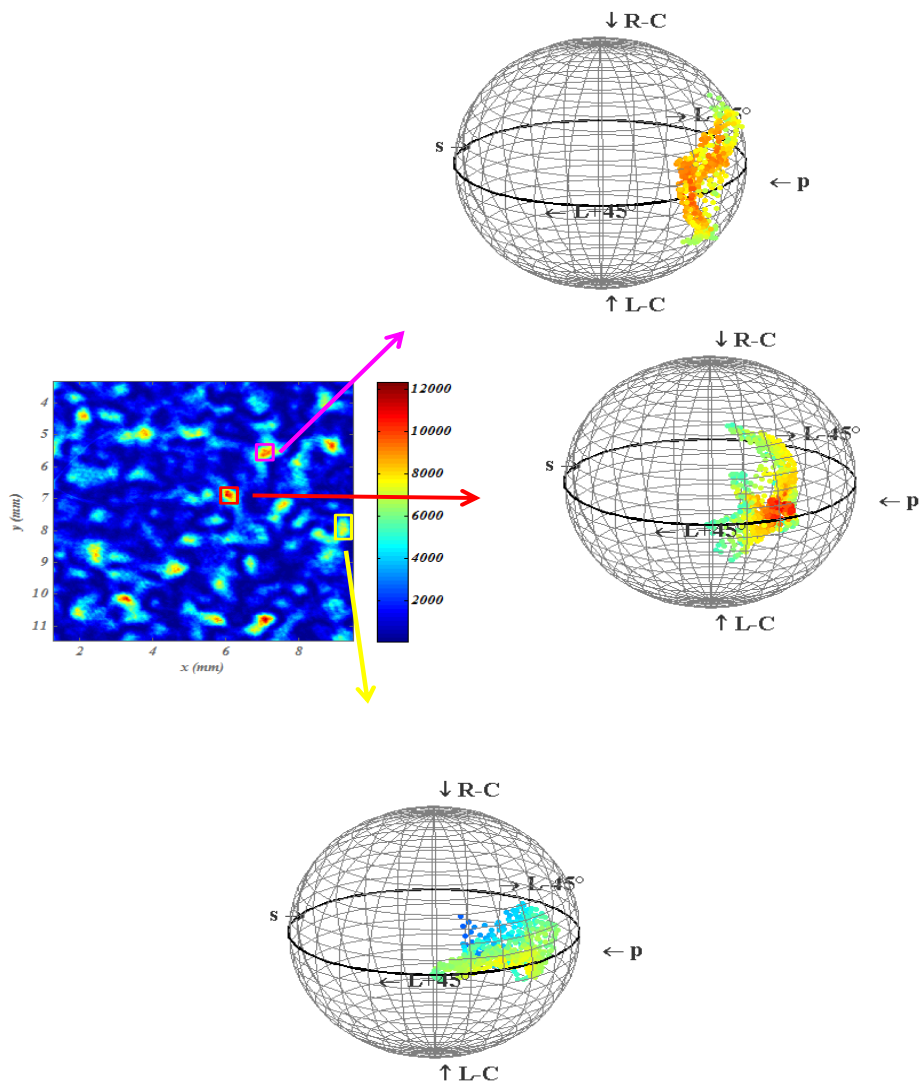 ↓ R-C
L-45°
s
← p
← L+45°
↑ L-C
↓ R-C
12000
4
10000
5
L-45°
6
8000
s
7
← p
6000
8
← L+45°
9
4000
10
2000
11
↑ L-C
2 4 6 8
x (mm)
y (mm)
↓ R-C
L-45°
s
← p
← L+45°
↑ L-C